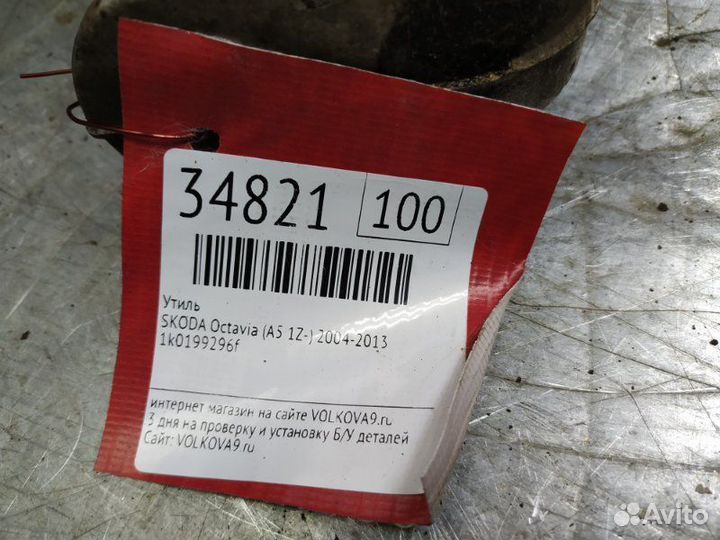 34821 100
Утиль
SKODA Octavia (A5 1Z-) 2004-2013
1k0199296f
интернет магазин на сайте VOLKOVA9.ru
3 дня на проверку и установку Б/У деталей
Сайт: VOLKOVA9.ru
Avito